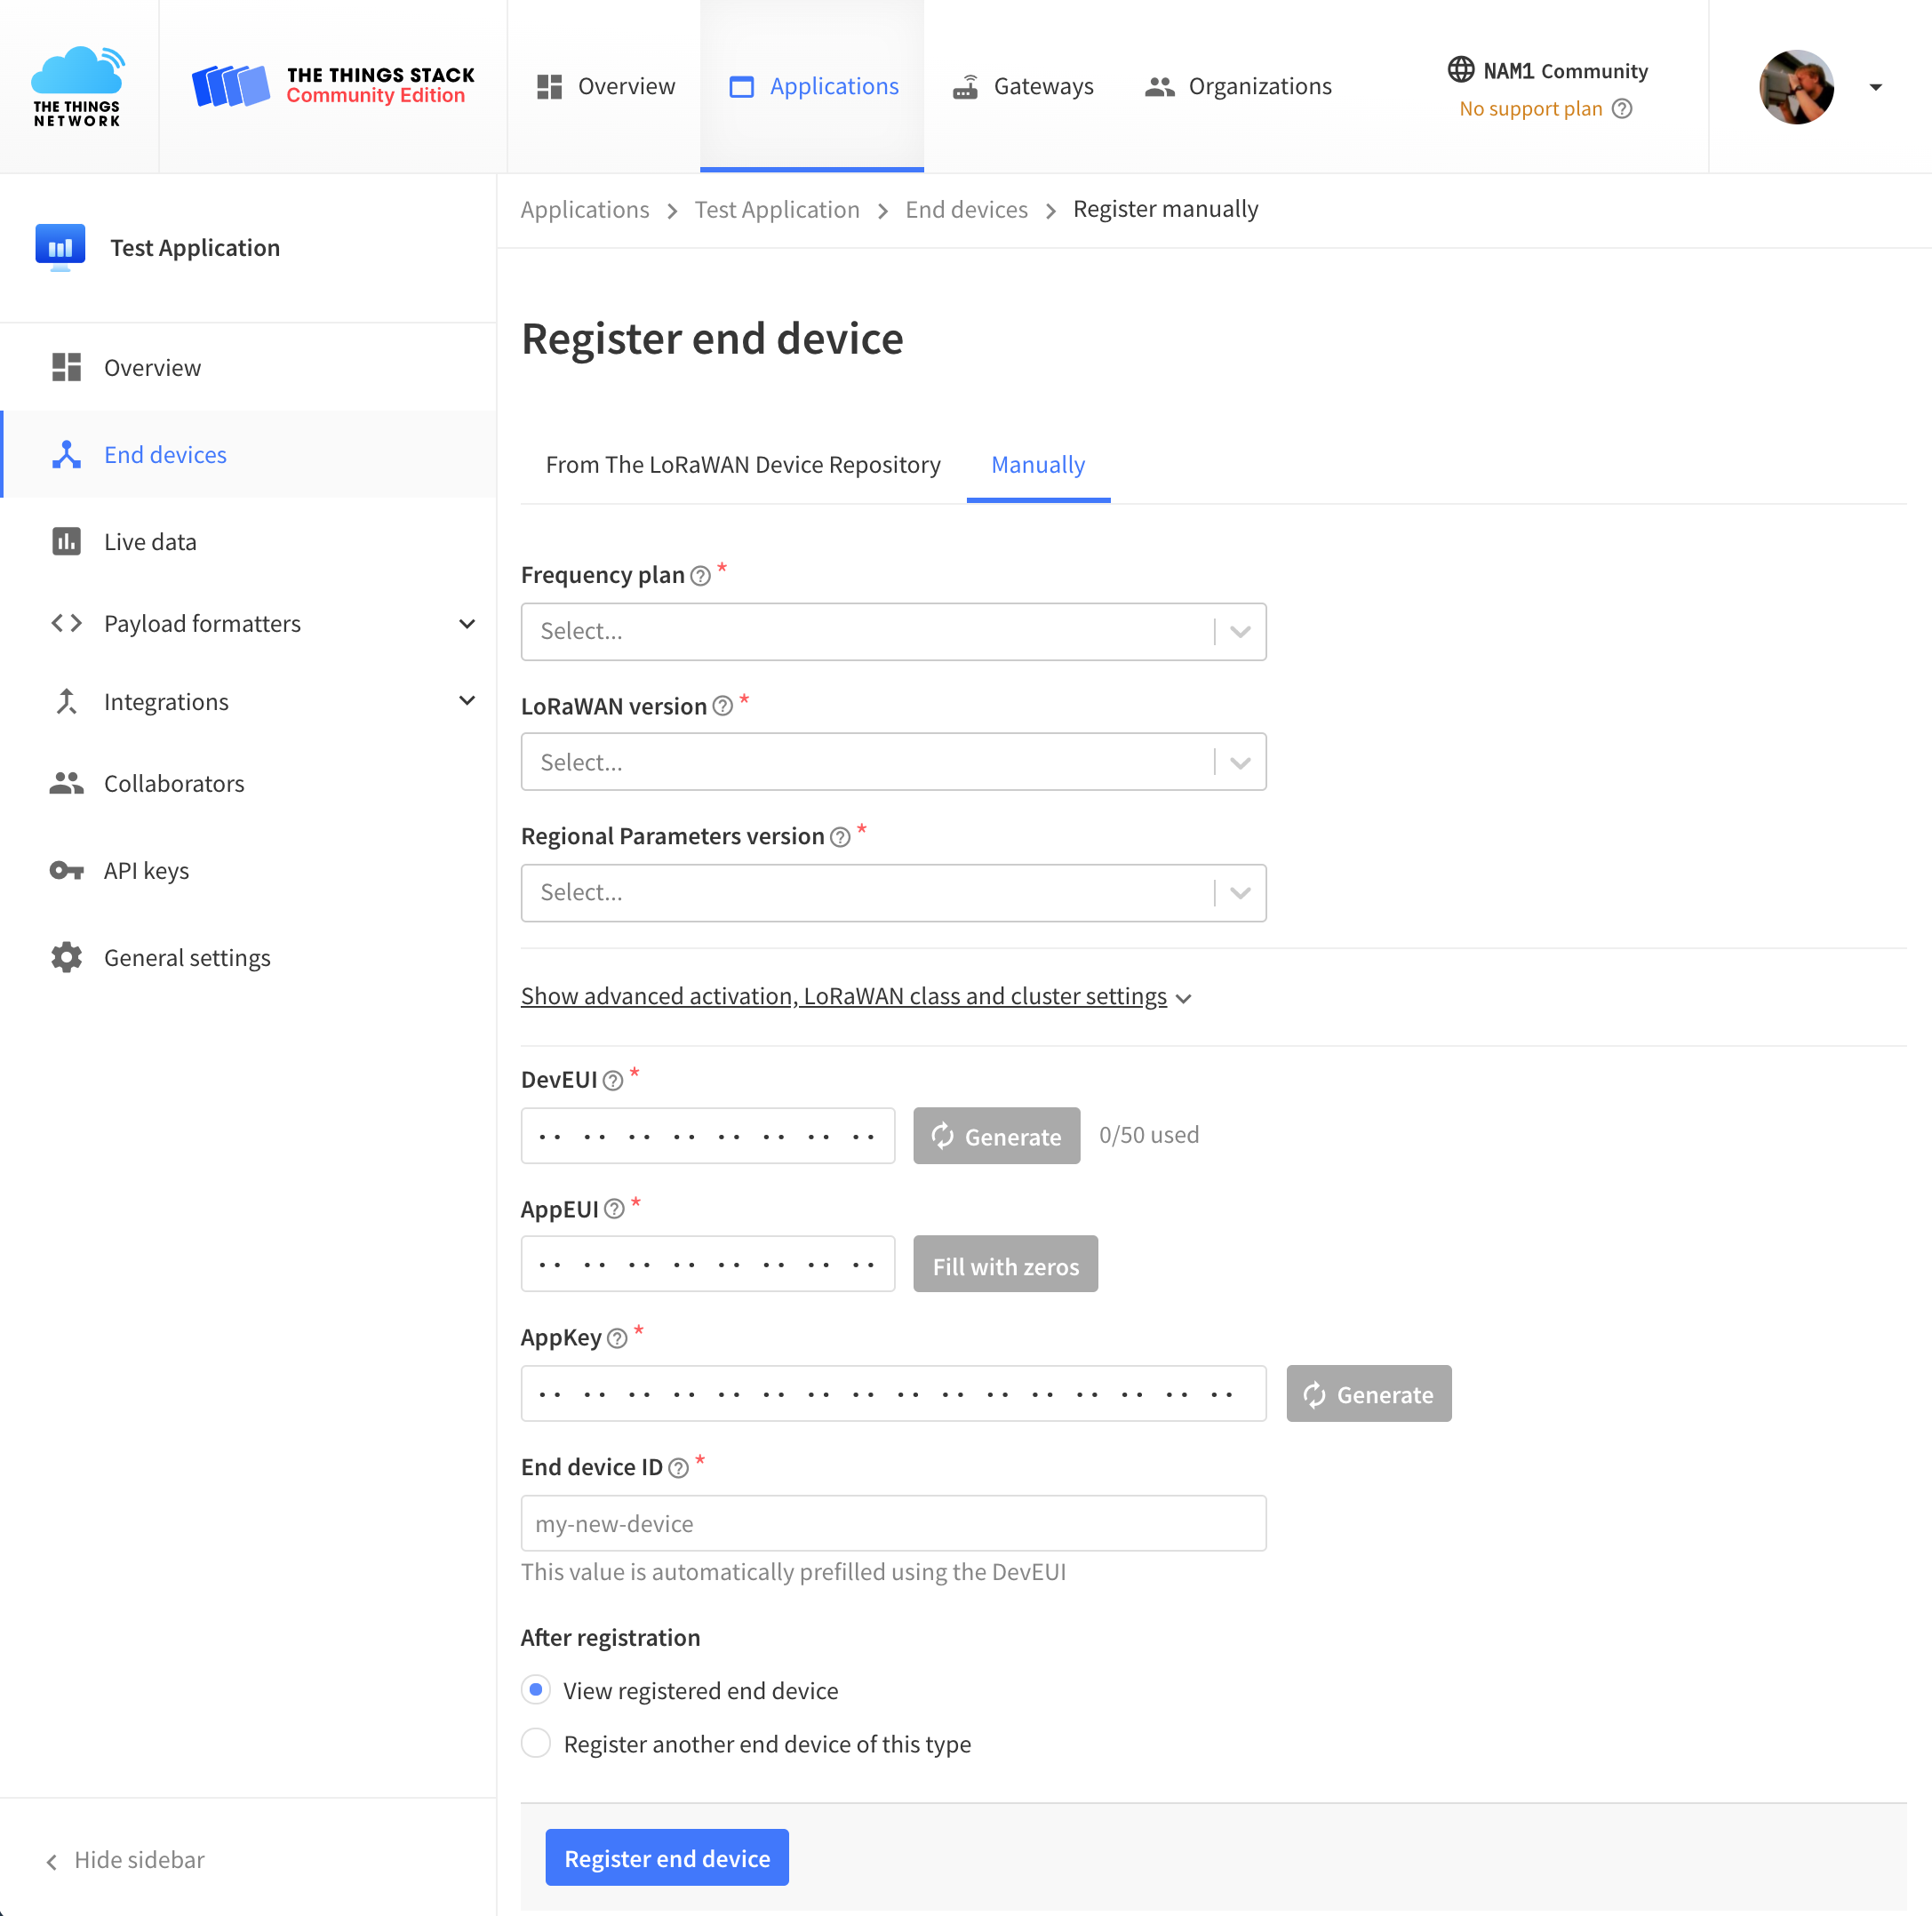 THE THINGS
NETWORK
THE THINGS STACK
Community Edition
Overview
Applications
Gateways
Organizations
NAM1 Community
No support plan
Applications > Test Application > End devices > Register manually
Test Application
Overview
End devices
Live data
Payload formatters
Integrations
Collaborators
API keys
General settings
Hide sidebar
Register end device
From The LoRaWAN Device Repository
Manually
Frequency plan ? *
Select...
LoRaWAN version ? *
Select...
Regional Parameters version ? *
Select...
Show advanced activation, LoRaWAN class and cluster settings
DevEUI ? *
·· ·· ·· ·· ·· ·· ·· ··
Generate
0/50 used
AppEUI ? *
·· ·· ·· ·· ·· ·· ·· ··
Fill with zeros
AppKey ? *
·· ·· ·· ·· ·· ·· ·· ·· ·· ·· ·· ·· ·· ·· ·· ··
Generate
End device ID ? *
my-new-device
This value is automatically prefilled using the DevEUI
After registration
View registered end device
Register another end device of this type
Register end device